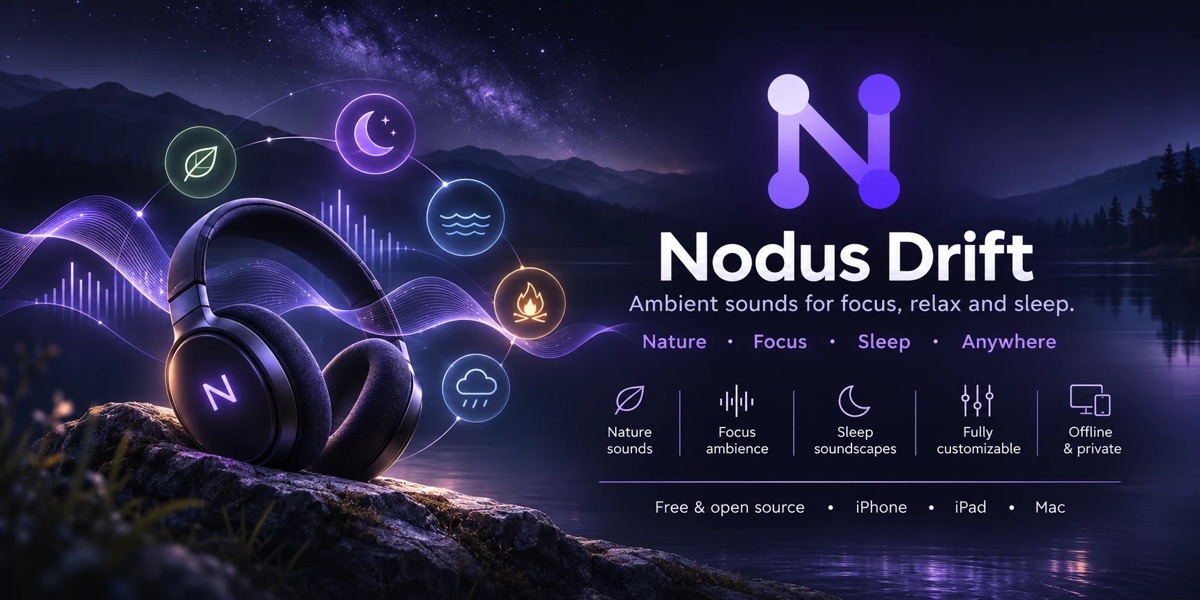 N
N
Nodus Drift
Ambient sounds for focus, relax and sleep.
Nature • Focus • Sleep • Anywhere
Nature sounds
Focus ambience
Sleep soundscapes
Fully customizable
Offline & private
Free & open source • iPhone • iPad • Mac